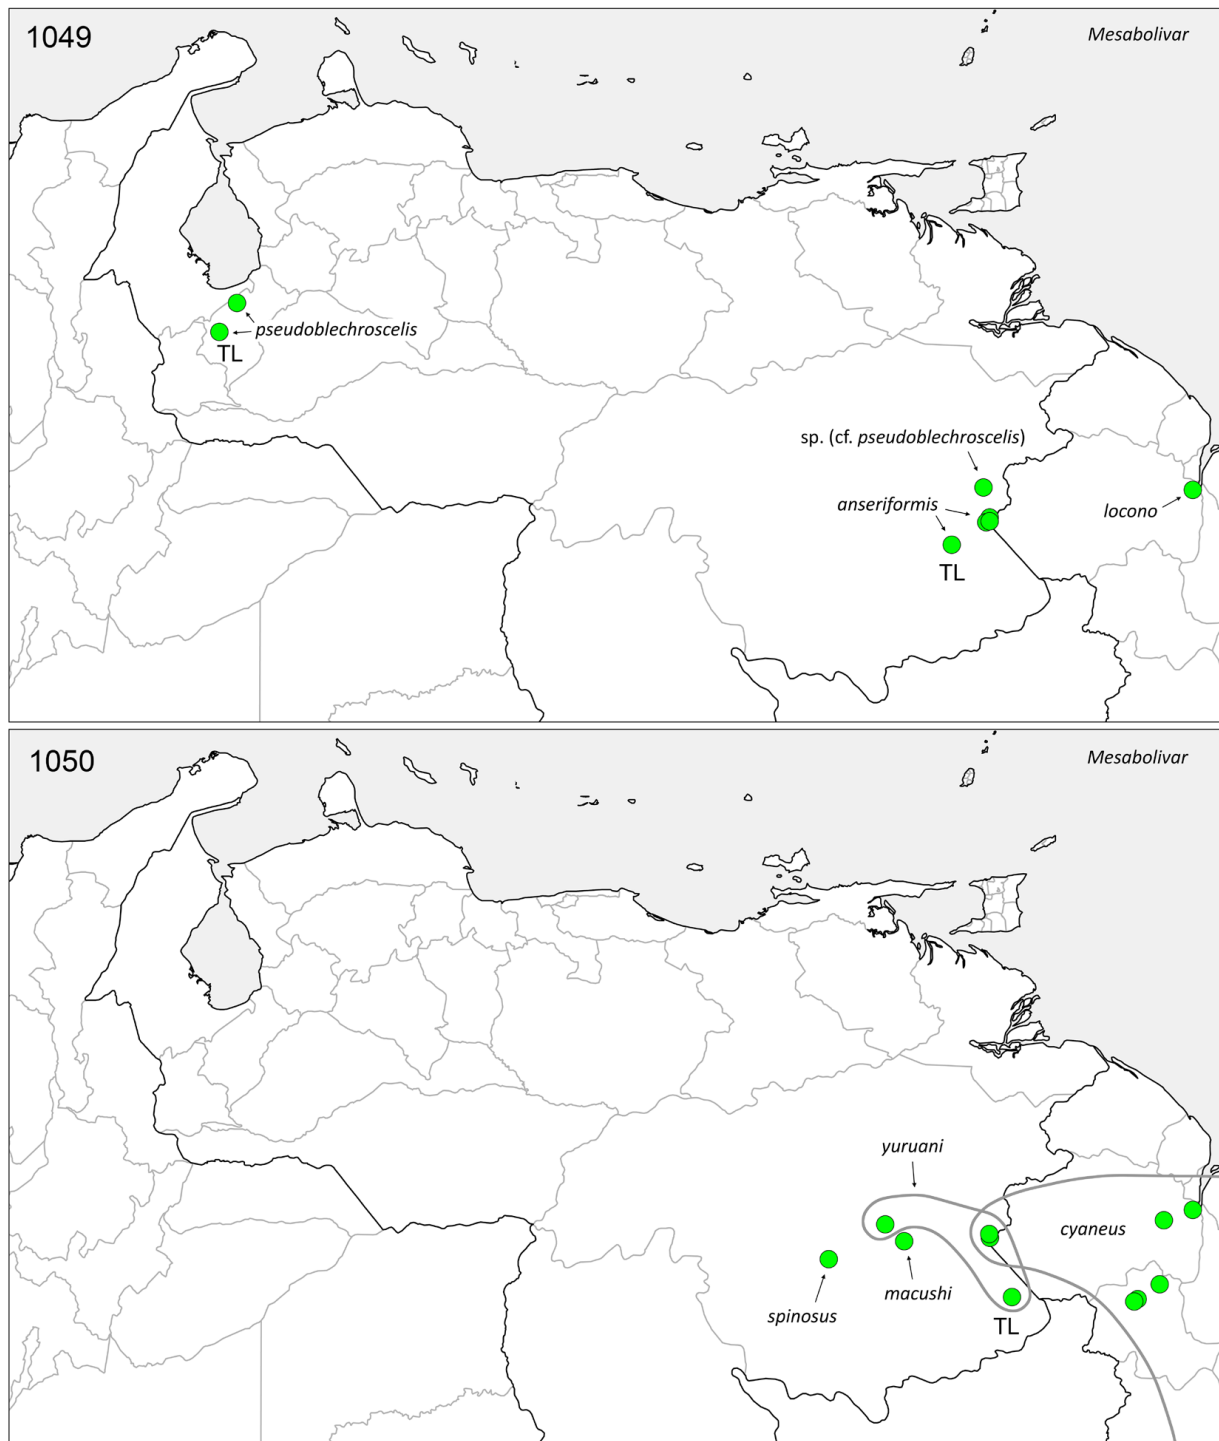 1049
Mesabolivar
pseudoblechroscelis
TL
sp. (cf. pseudoblechroscelis)
anseriformis
locono
TL
1050
Mesabolivar
yuruani
cyaneus
macushi
spinosus
TL